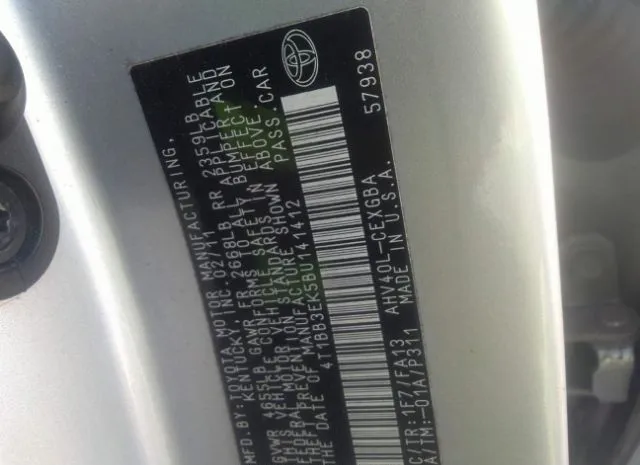 MFD.BY:TOYOTA MOTOR MANUFACTURING,
KENTUCKY, INC. 02/11
GVWR 4655LB GAWR FR 2668LB RR 2359LB
THIS VEHICLE CONFORMS TO ALL APPLICABLE
FEDERAL MOTOR VEHICLE SAFETY, BUMPER, AND
THEFT PREVENTION STANDARDS IN EFFECT ON
THE DATE OF MANUFACTURE SHOWN ABOVE.
4T1BB3EK5BU141412 PASS.CAR
C/TR:1F7/FA13 AHV40L-CEXGBA
A/TM:-01A/P311 MADE IN U.S.A. 57938